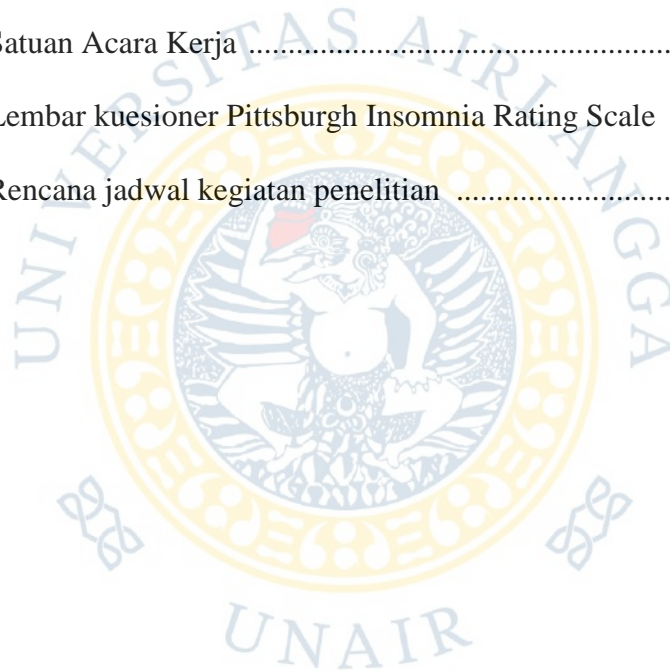 Satuan Acara Kerja ......................................................
Lembar kuesioner Pittsburgh Insomnia Rating Scale
Rencana jadwal kegiatan penelitian ...........................
UNIVERSITAS AIRLANGGA
UNAIR